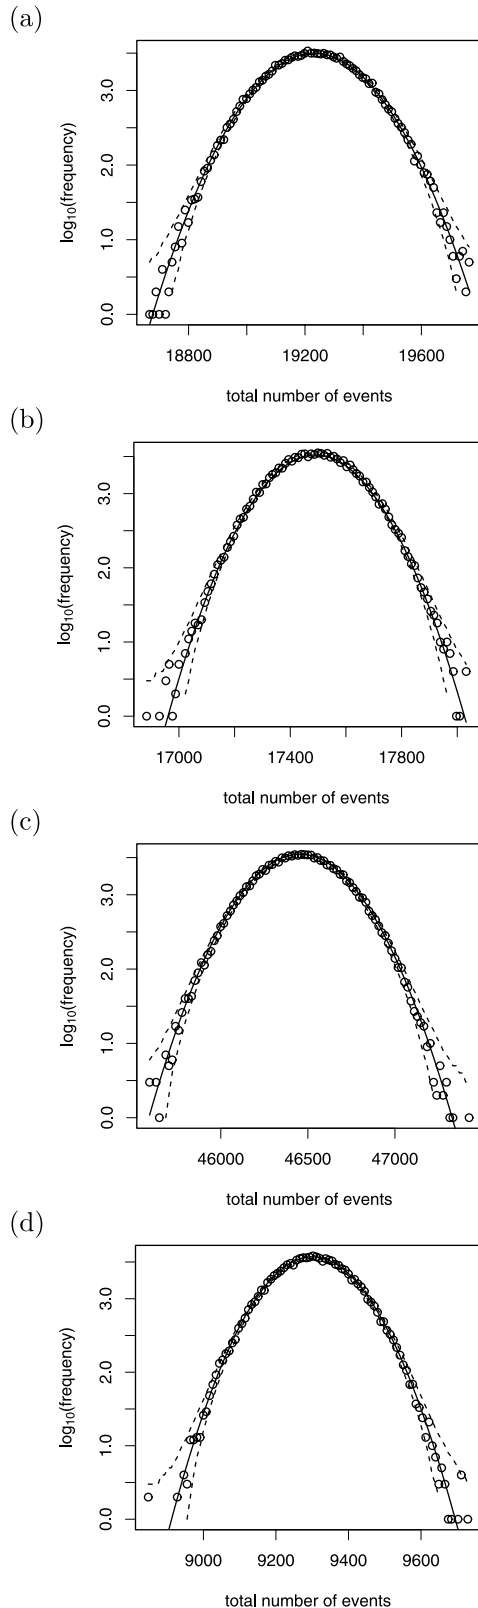 (a)
log10(frequency)
3.0
2.0
1.0
0.0
18800 19200 19600
total number of events
(b)
log10(frequency)
3.0
2.0
1.0
0.0
17000 17400 17800
total number of events
(c)
log10(frequency)
3.0
2.0
1.0
0.0
46000 46500 47000
total number of events
(d)
log10(frequency)
3.0
2.0
1.0
0.0
9000 9200 9400 9600
total number of events